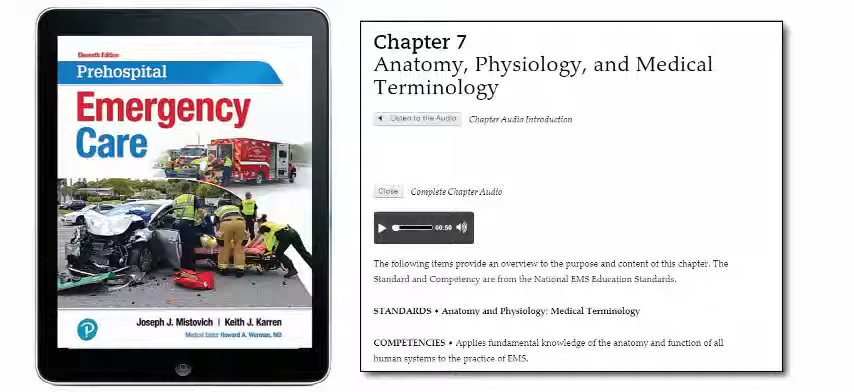 Eleventh Edition
Prehospital
Emergency
Care
Joseph J. Mistovich | Keith J. Karren
Medical Editor Howard A. Werman, MD
P
Chapter 7
Anatomy, Physiology, and Medical
Terminology
Listen to the Audio Chapter Audio Introduction
Close Complete Chapter Audio
00:50
The following items provide an overview to the purpose and content of this chapter. The
Standard and Competency are from the National EMS Education Standards.
STANDARDS • Anatomy and Physiology; Medical Terminology
COMPETENCIES • Applies fundamental knowledge of the anatomy and function of all
human systems to the practice of EMS.